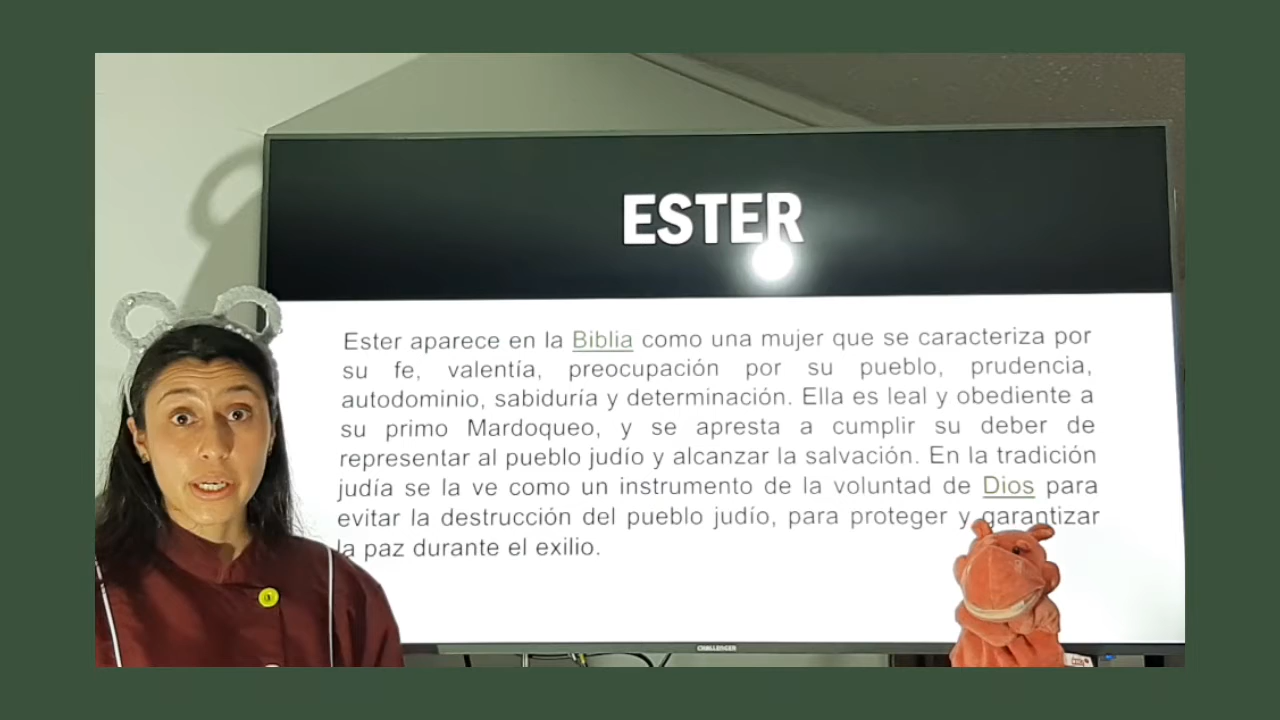 ESTER
Ester aparece en la Biblia como una mujer que se caracteriza por
su fe, valentía, preocupación por su pueblo, prudencia,
autodominio, sabiduría y determinación. Ella es leal y obediente a
su primo Mardoqueo, y se apresta a cumplir su deber de
representar al pueblo judío y alcanzar la salvación. En la tradición
judía se la ve como un instrumento de la voluntad de Dios para
evitar la destrucción del pueblo judío, para proteger y garantizar
la paz durante el exilio.
CHALLENGER